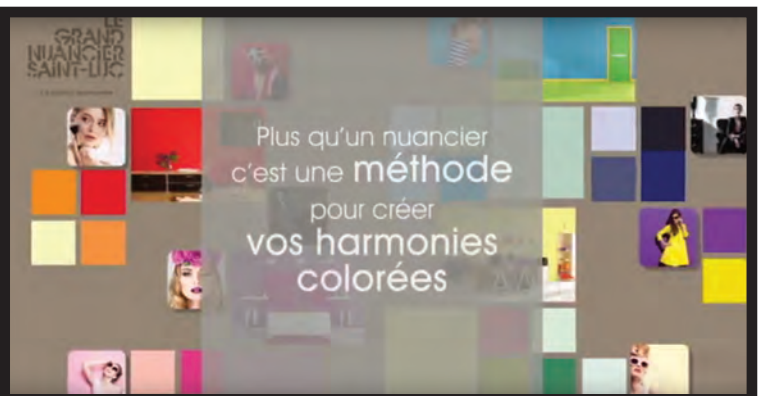 LE
GRAND
NUANCIER
SAINT-LUC
Plus qu'un nuancier
c'est une méthode
pour créer
vos harmonies
colorées